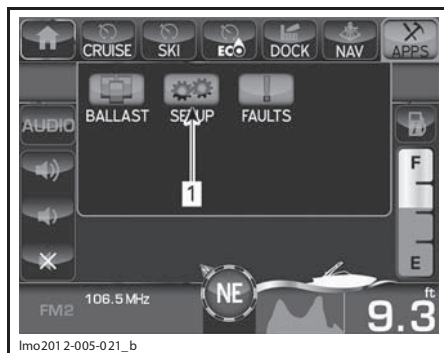 CRUISE SKI ECO DOCK NAV APPS
BALLAST SETUP FAULTS
AUDIO
1
F
E
FM2 106.5 MHz NE ft
9.3
lmo2012-005-021_b